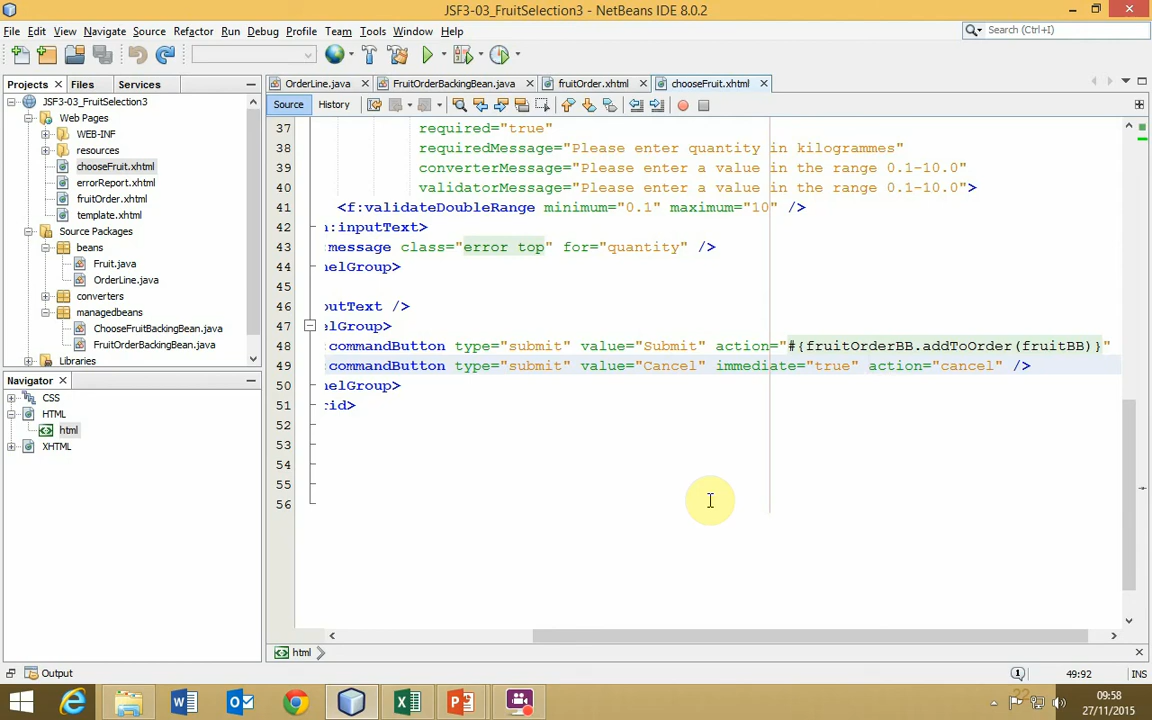 JSF3-03_FruitSelection3 - NetBeans IDE 8.0.2
File Edit View Navigate Source Refactor Run Debug Profile Team Tools Window Help
Search (Ctrl+I)
Projects Files Services
OrderLine.java FruitOrderBackingBean.java fruitOrder.xhtml chooseFruit.xhtml
JSF3-03_FruitSelection3
Web Pages
WEB-INF
resources
chooseFruit.xhtml
errorReport.xhtml
fruitOrder.xhtml
template.xhtml
Source Packages
beans
Fruit.java
OrderLine.java
converters
managedbeans
ChooseFruitBackingBean.java
FruitOrderBackingBean.java
Libraries
Navigator
CSS
HTML
html
XHTML
Source History
37 required="true"
38 requiredMessage="Please enter quantity in kilogrammes"
39 converterMessage="Please enter a value in the range 0.1-10.0"
40 validatorMessage="Please enter a value in the range 0.1-10.0">
41 <f:validateDoubleRange minimum="0.1" maximum="10" />
42 :inputText>
43 message class="error top" for="quantity" />
44 nelGroup>
45
46 putText />
47 elGroup>
48 commandButton type="submit" value="Submit" action="#{fruitOrderBB.addToOrder(fruitBB)}"
49 commandButton type="submit" value="Cancel" immediate="true" action="cancel" />
50 nelGroup>
51 rid>
52
53
54
55
56
html
Output
1
49:92 INS
09:58
27/11/2015